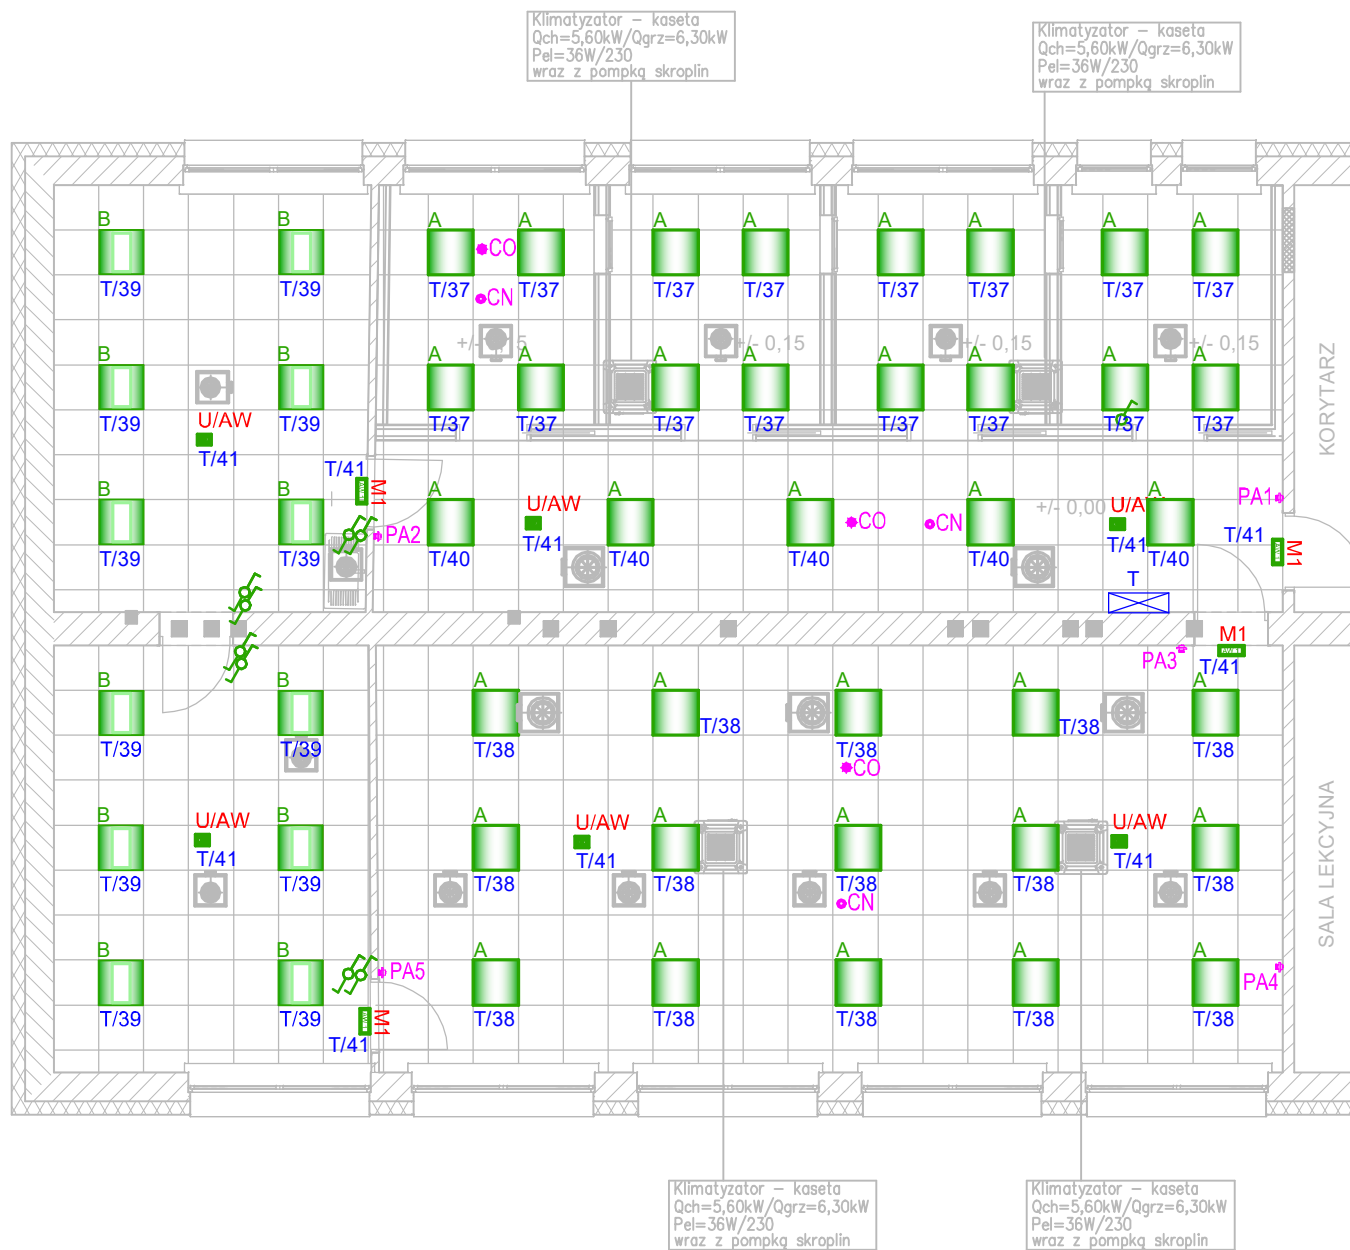 Klimatyzator – kaseta
Qch=5,60kW/Qgrz=6,30kW
Pel=36W/230
wraz z pompką skroplin
Klimatyzator – kaseta
Qch=5,60kW/Qgrz=6,30kW
Pel=36W/230
wraz z pompką skroplin
B B A A A A A A A A
CO
T/39 T/39 T/37 T/37 T/37 T/37 T/37 T/37 T/37 T/37
CN
+/- 0,15 +/- 0,15 +/- 0,15
B B A A A A A A A A
T/39 T/39 T/37 T/37 T/37 T/37 T/37 T/37 T/37 T/37
U/AW
T/41
KORYTARZ
T/41
M1
B B A A A A A
U/AW
+/- 0,00
PA1
CO CN
PA2
T/41 T/41 T/41
M1
T/39 T/39 T/40 T/40 T/40 T/40 T/40
T
M1
PA3
T/41
B B A A A A A
T/38 T/38
T/39 T/39 T/38 T/38 T/38
CO
SALA LEKCYJNA
B B A A A A A
U/AW U/AW U/AW
T/41 T/41 T/41
T/39 T/39 T/38 T/38 T/38 T/38 T/38
CN
B B A A A A A
PA5
PA4
T/39 T/39 T/38 T/38 T/38 T/38 T/38
M1
T/41
Klimatyzator – kaseta
Qch=5,60kW/Qgrz=6,30kW
Pel=36W/230
wraz z pompką skroplin
Klimatyzator – kaseta
Qch=5,60kW/Qgrz=6,30kW
Pel=36W/230
wraz z pompką skroplin